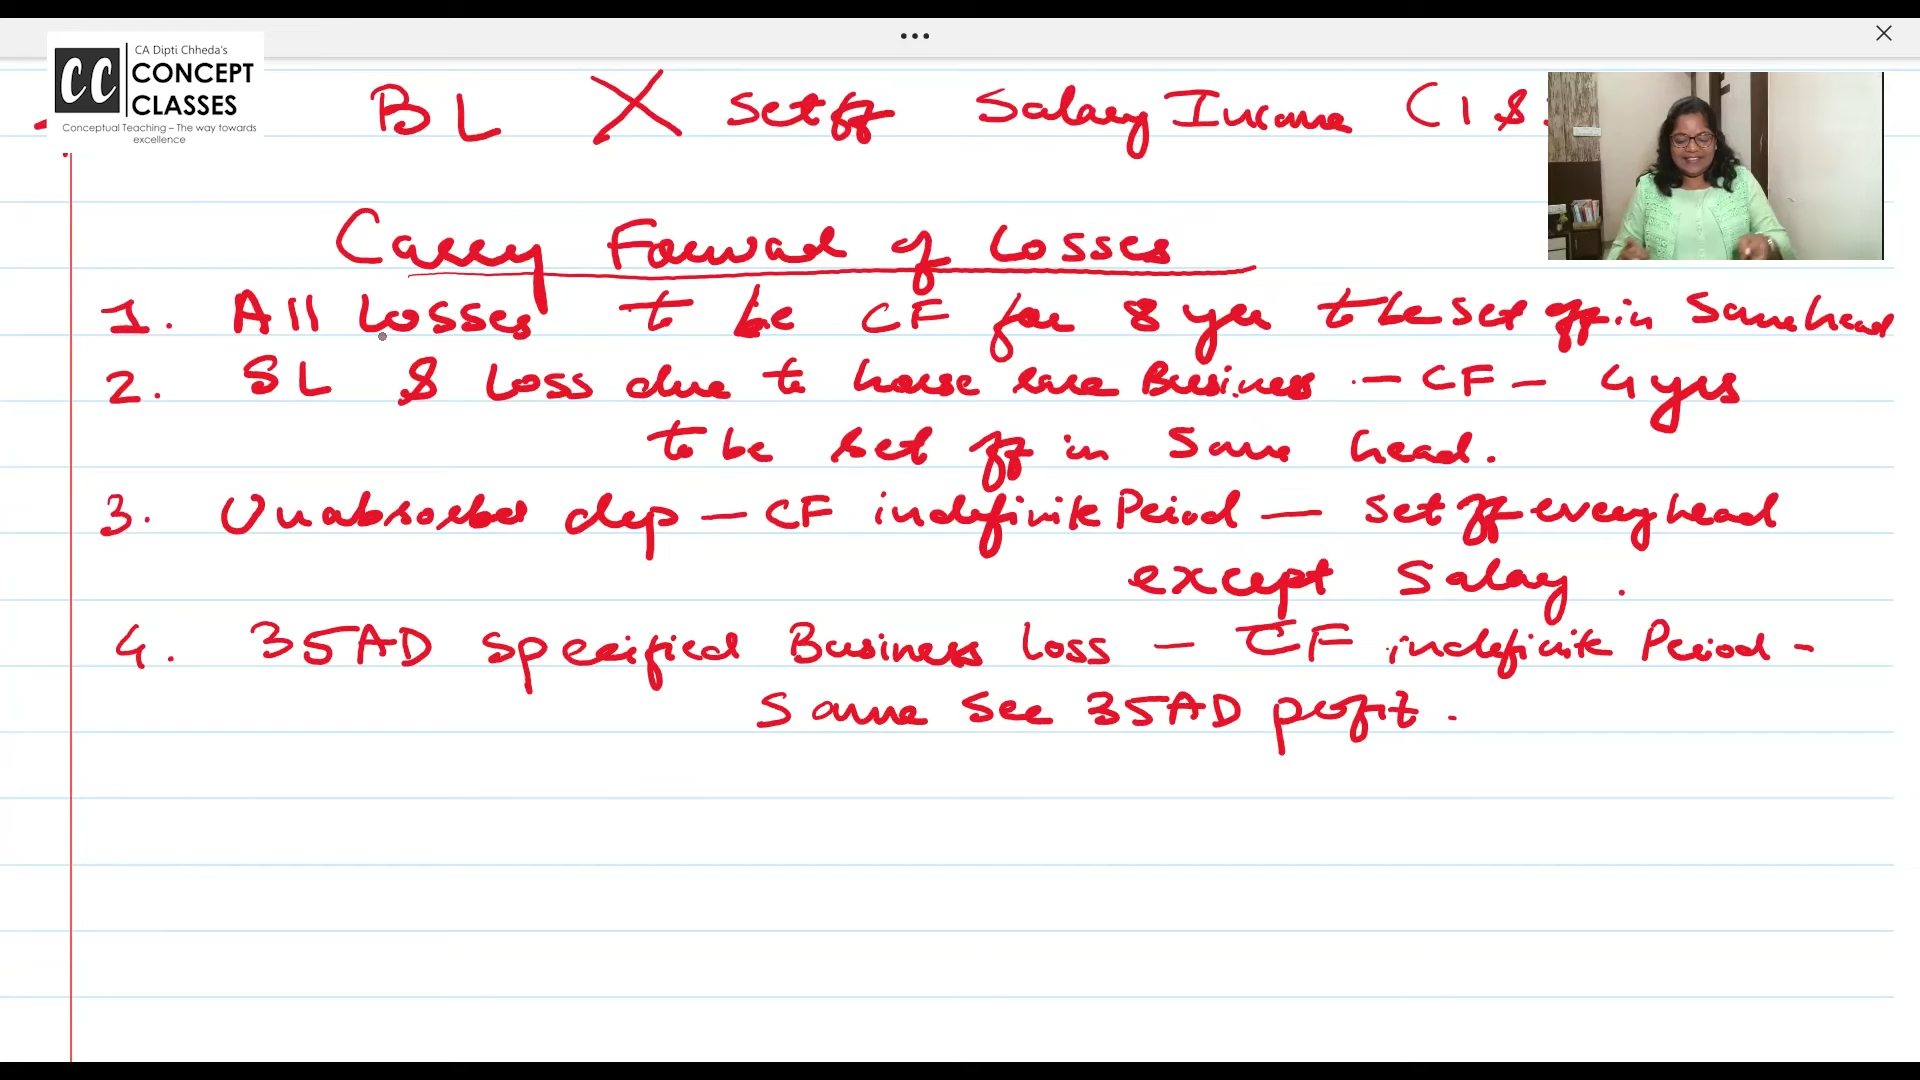 CC
CA Dipti Chheda's
CONCEPT
CLASSES
Conceptual Teaching – The way towards
excellence
BL X Set off Salary Income (1 &
Carry Forward of Losses
1. All Losses to be CF for 8 yrs to be set off in Same head
2. SL & Loss due to horse race Business - CF - 4 yrs
to be set off in Same head.
3. Unabsorbed dep - CF indefinite Period - Set off every head
except Salary.
4. 35AD specified Business Loss - CF indefinite Period -
Same See 35AD profit.